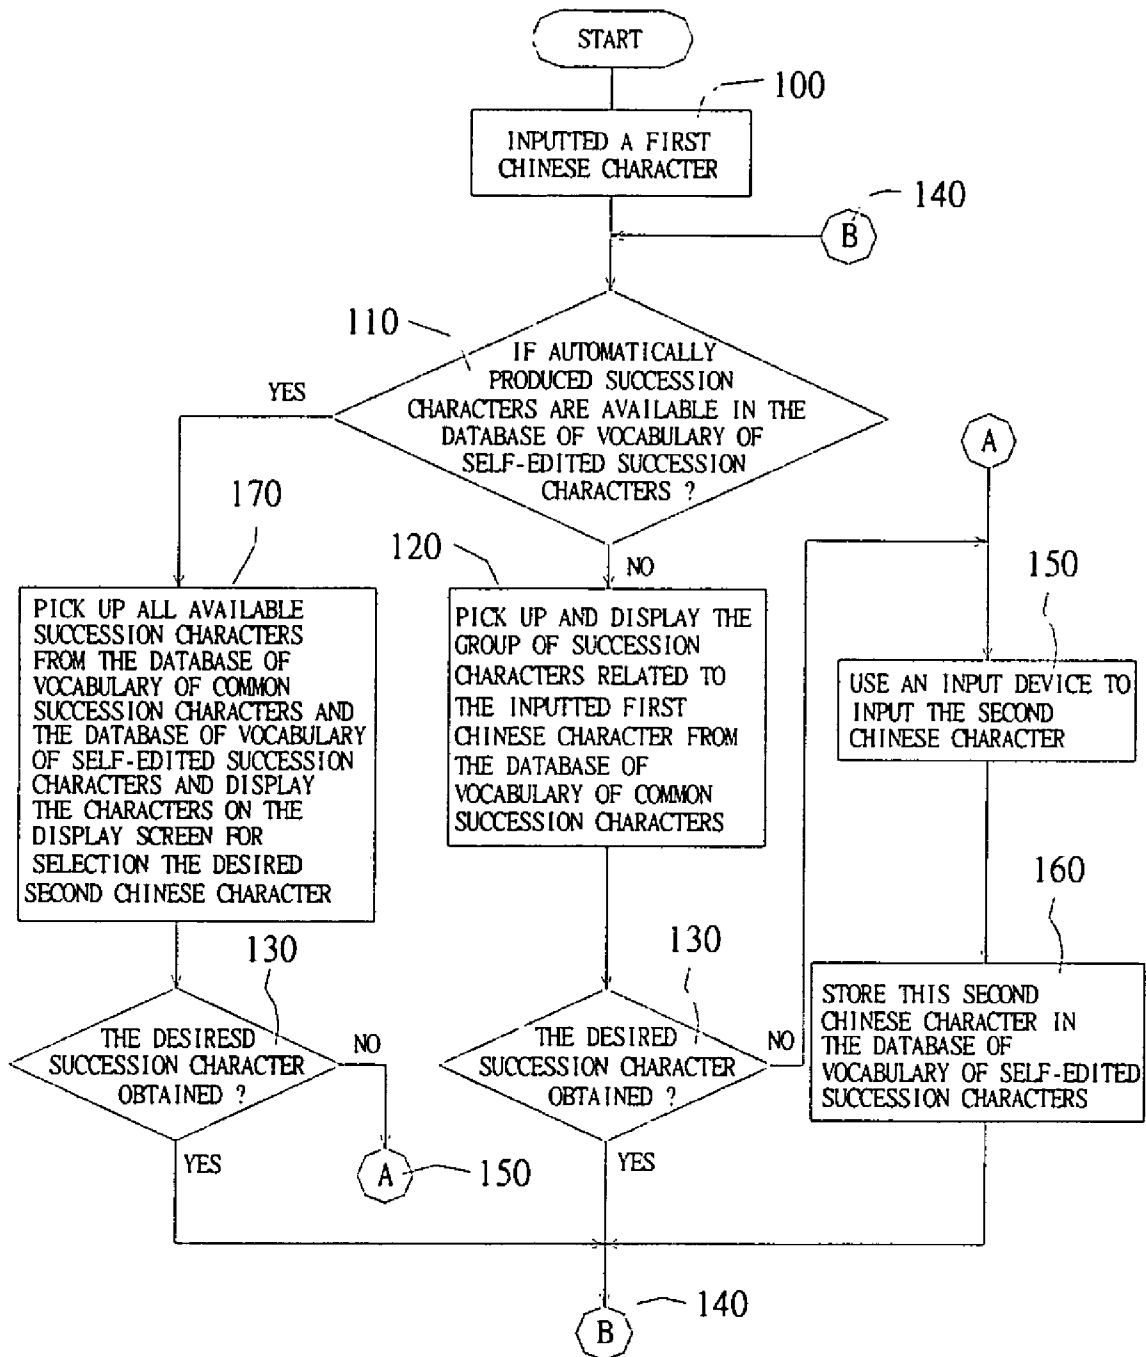 START
100
INPUTTED A FIRST
CHINESE CHARACTER
140
B
110
IF AUTOMATICALLY
PRODUCED SUCCESSION
CHARACTERS ARE AVAILABLE IN THE
DATABASE OF VOCABULARY OF
SELF-EDITED SUCCESSION
CHARACTERS ?
YES
NO
A
170
PICK UP ALL AVAILABLE
SUCCESSION CHARACTERS
FROM THE DATABASE OF
VOCABULARY OF COMMON
SUCCESSION CHARACTERS AND
THE DATABASE OF VOCABULARY
OF SELF-EDITED SUCCESSION
CHARACTERS AND DISPLAY
THE CHARACTERS ON THE
DISPLAY SCREEN FOR
SELECTION THE DESIRED
SECOND CHINESE CHARACTER
120
PICK UP AND DISPLAY THE
GROUP OF SUCCESSION
CHARACTERS RELATED TO
THE INPUTTED FIRST
CHINESE CHARACTER FROM
THE DATABASE OF
VOCABULARY OF COMMON
SUCCESSION CHARACTERS
150
USE AN INPUT DEVICE TO
INPUT THE SECOND
CHINESE CHARACTER
130
THE DESIRESD
SUCCESSION CHARACTER
OBTAINED ?
NO
YES
A
150
130
THE DESIRED
SUCCESSION CHARACTER
OBTAINED ?
NO
YES
160
STORE THIS SECOND
CHINESE CHARACTER IN
THE DATABASE OF
VOCABULARY OF SELF-EDITED
SUCCESSION CHARACTERS
140
B